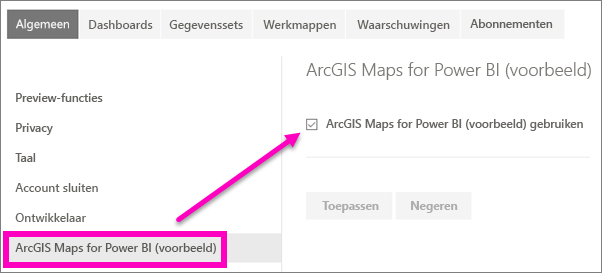 Algemeen Dashboards Gegevenssets Werkmappen Waarschuwingen Abonnementen
Preview-functies
Privacy
Taal
Account sluiten
Ontwikkelaar
ArcGIS Maps for Power BI (voorbeeld)
ArcGIS Maps for Power BI (voorbeeld)
ArcGIS Maps for Power BI (voorbeeld) gebruiken
Toepassen Negeren